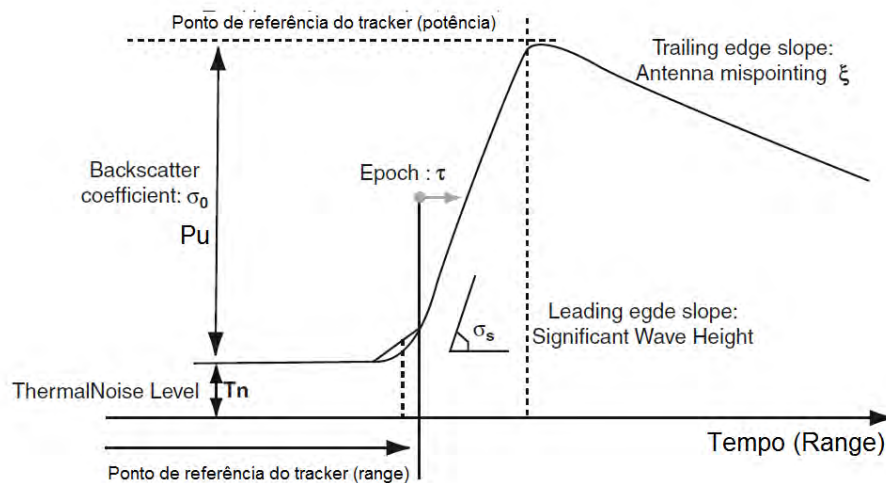 Ponto de referência do tracker (potência)
Trailing edge slope:
Antenna mispointing ξ
Backscatter
coefficient: σ0
Pu
Epoch : τ
σs
Leading egde slope:
Significant Wave Height
ThermalNoise Level Tn
Tempo (Range)
Ponto de referência do tracker (range)